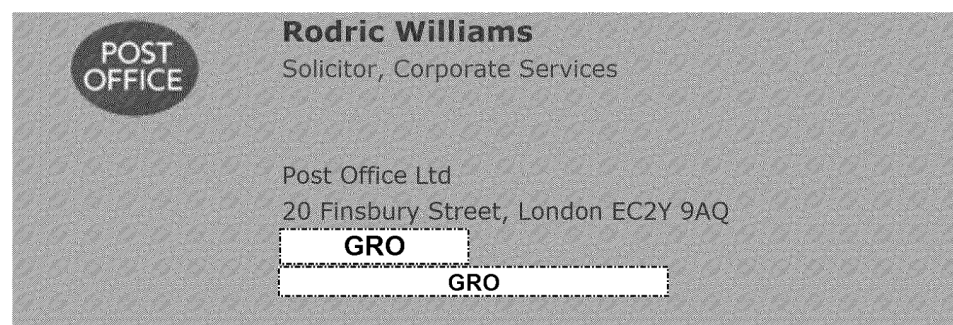 POST
OFFICE
Rodric Williams
Solicitor, Corporate Services
Post Office Ltd
20 Finsbury Street, London EC2Y 9AQ
GRO
GRO